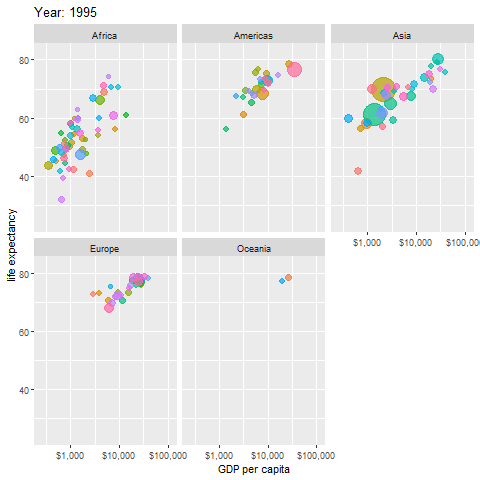 Year: 1995
Africa
Americas
Asia
80
60
40
$1,000 $10,000 $100,000
Europe
Oceania
80
60
40
$1,000 $10,000 $100,000
$1,000 $10,000 $100,000
life expectancy
GDP per capita